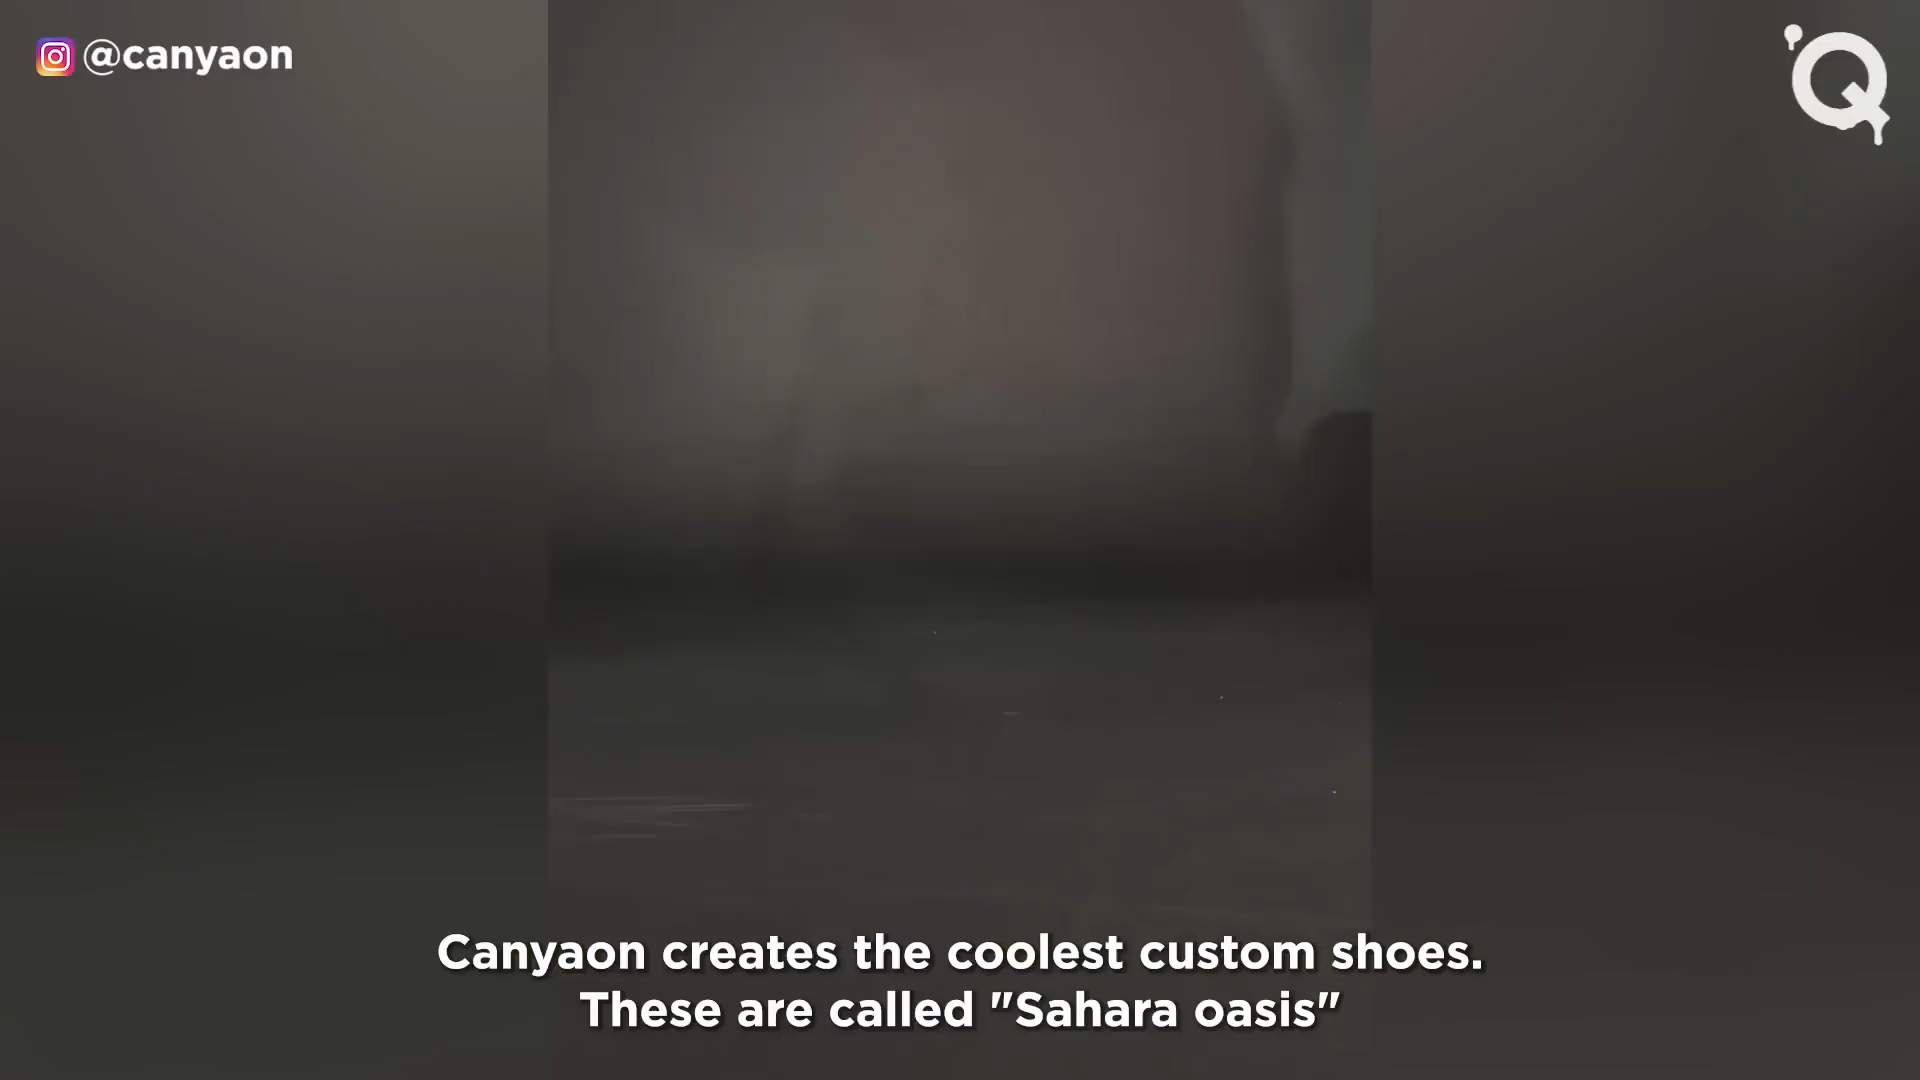 @canyaon
Q
Canyaon creates the coolest custom shoes.
These are called "Sahara oasis"